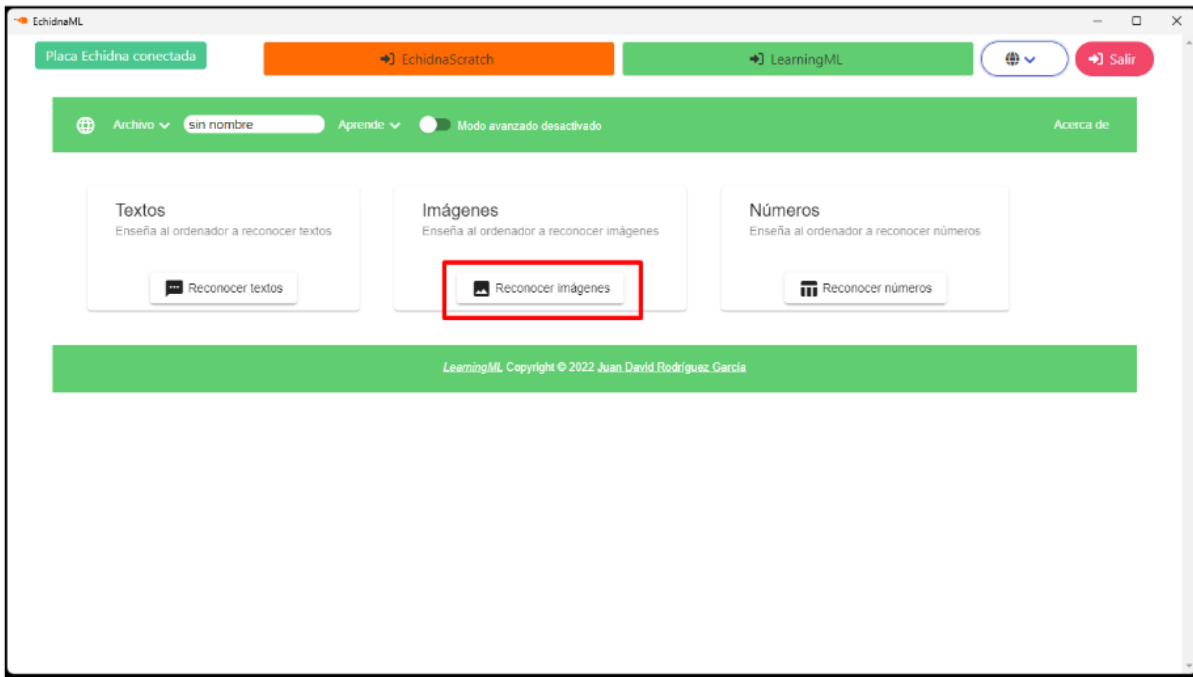 EchidnaML
Placa Echidna conectada
EchidnaScratch
LearningML
Salir
Archivo
sin nombre
Aprende
Modo avanzado desactivado
Acerca de
Textos
Enseña al ordenador a reconocer textos
Reconocer textos
Imágenes
Enseña al ordenador a reconocer imágenes
Reconocer imágenes
Números
Enseña al ordenador a reconocer números
Reconocer números
LearningML Copyright © 2022 Juan David Rodríguez García